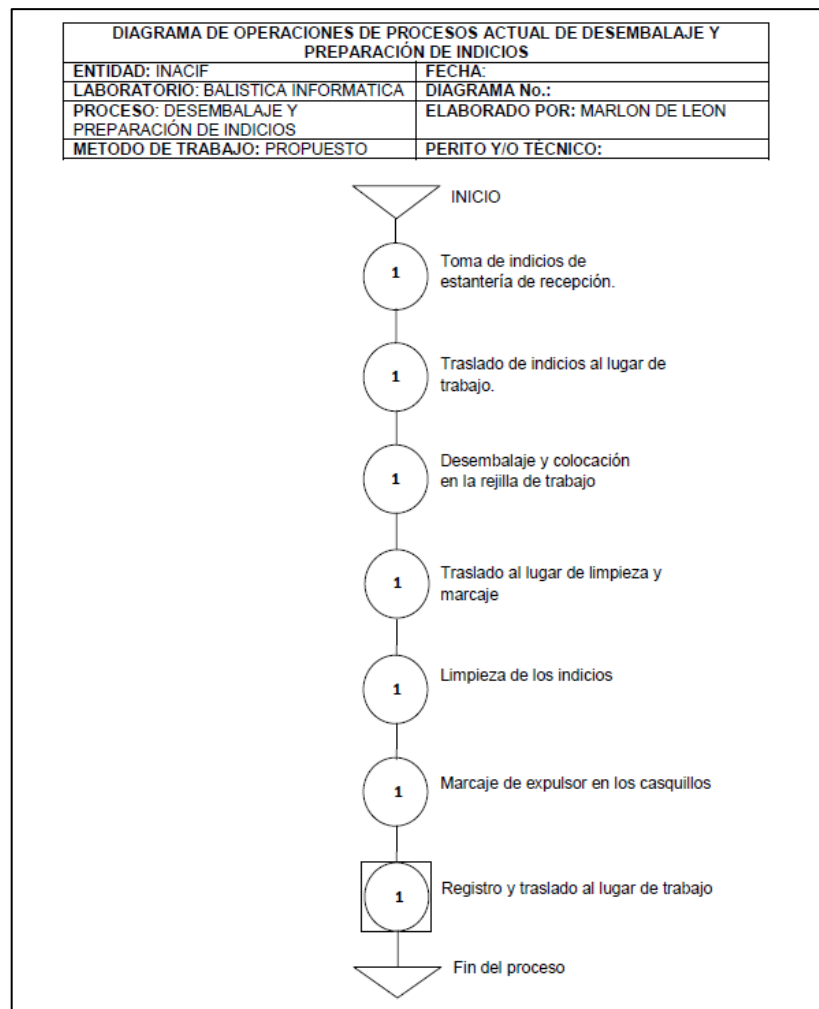 DIAGRAMA DE OPERACIONES DE PROCESOS ACTUAL DE DESEMBALAJE Y
PREPARACIÓN DE INDICIOS
ENTIDAD: INACIF
FECHA:
LABORATORIO: BALISTICA INFORMATICA
DIAGRAMA No.:
PROCESO: DESEMBALAJE Y
PREPARACIÓN DE INDICIOS
ELABORADO POR: MARLON DE LEON
METODO DE TRABAJO: PROPUESTO
PERITO Y/O TÉCNICO:
INICIO
1
Toma de indicios de
estantería de recepción.
1
Traslado de indicios al lugar de
trabajo.
1
Desembalaje y colocación
en la rejilla de trabajo
1
Traslado al lugar de limpieza y
marcaje
1
Limpieza de los indicios
1
Marcaje de expulsor en los casquillos
1
Registro y traslado al lugar de trabajo
Fin del proceso